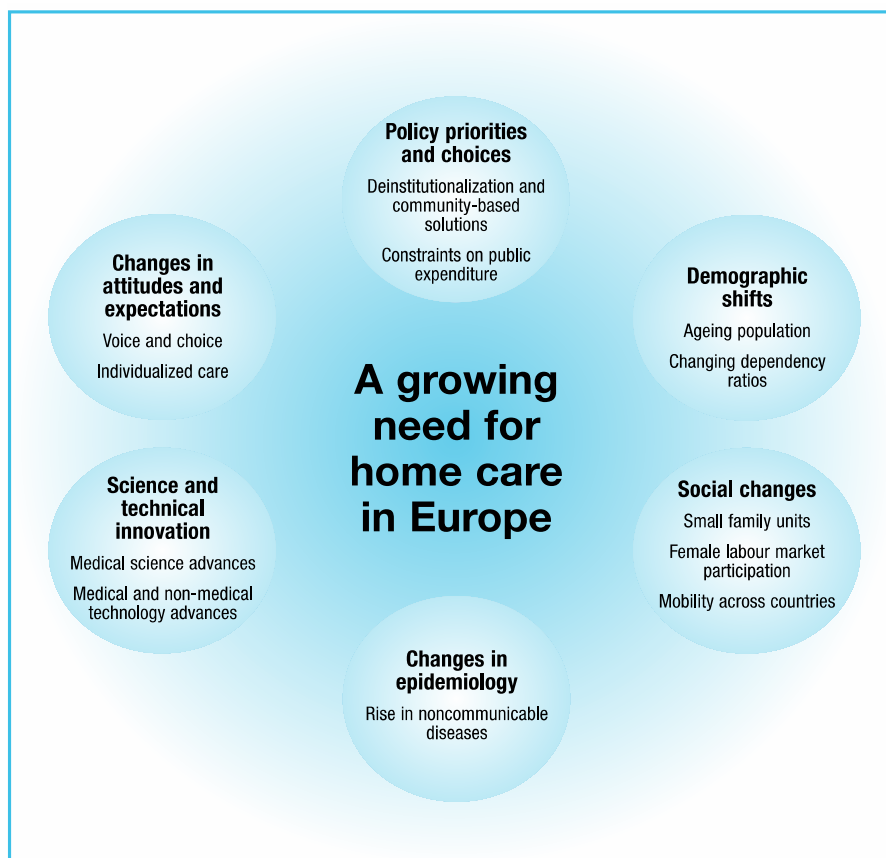 Policy priorities
and choices
Deinstitutionalization and
community-based
solutions
Constraints on public
expenditure
Changes in
attitudes and
expectations
Voice and choice
Individualized care
Demographic
shifts
Ageing population
Changing dependency
ratios
A growing
need for
home care
in Europe
Science and
technical
innovation
Medical science advances
Medical and non-medical
technology advances
Social changes
Small family units
Female labour market
participation
Mobility across countries
Changes in
epidemiology
Rise in noncommunicable
diseases